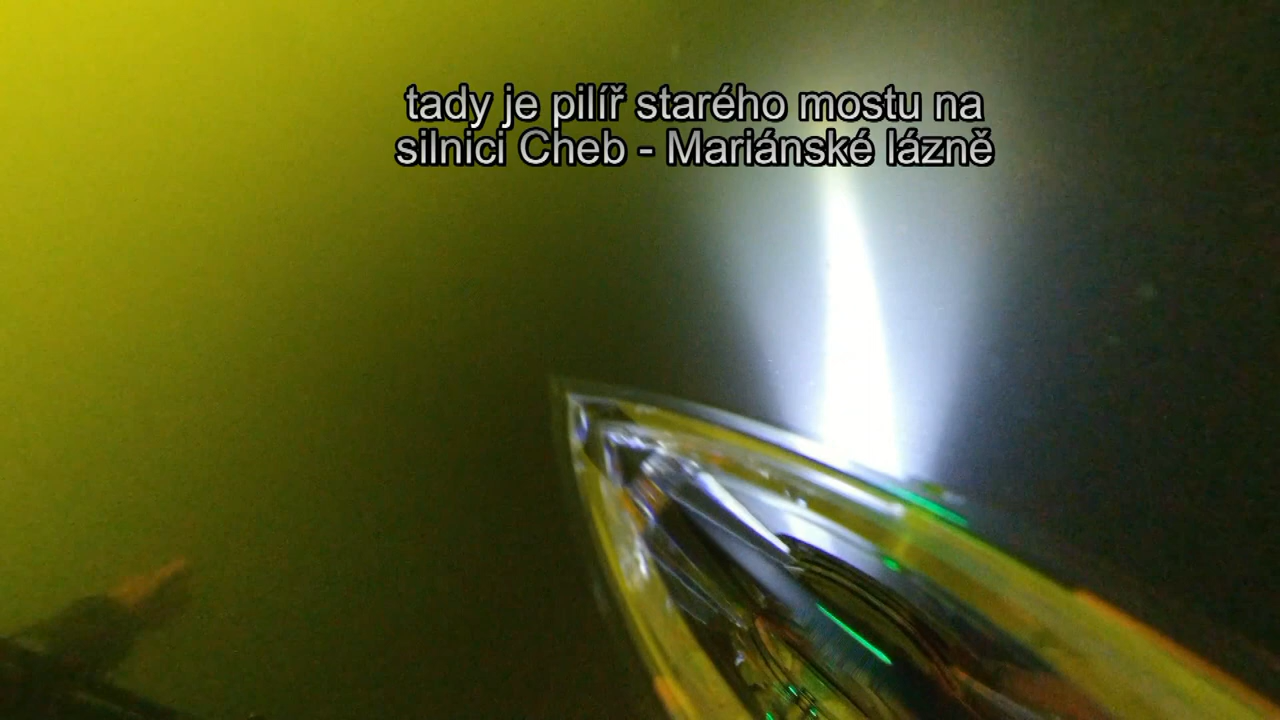 tady je pilíř starého mostu na
silnici Cheb - Mariánské lázně